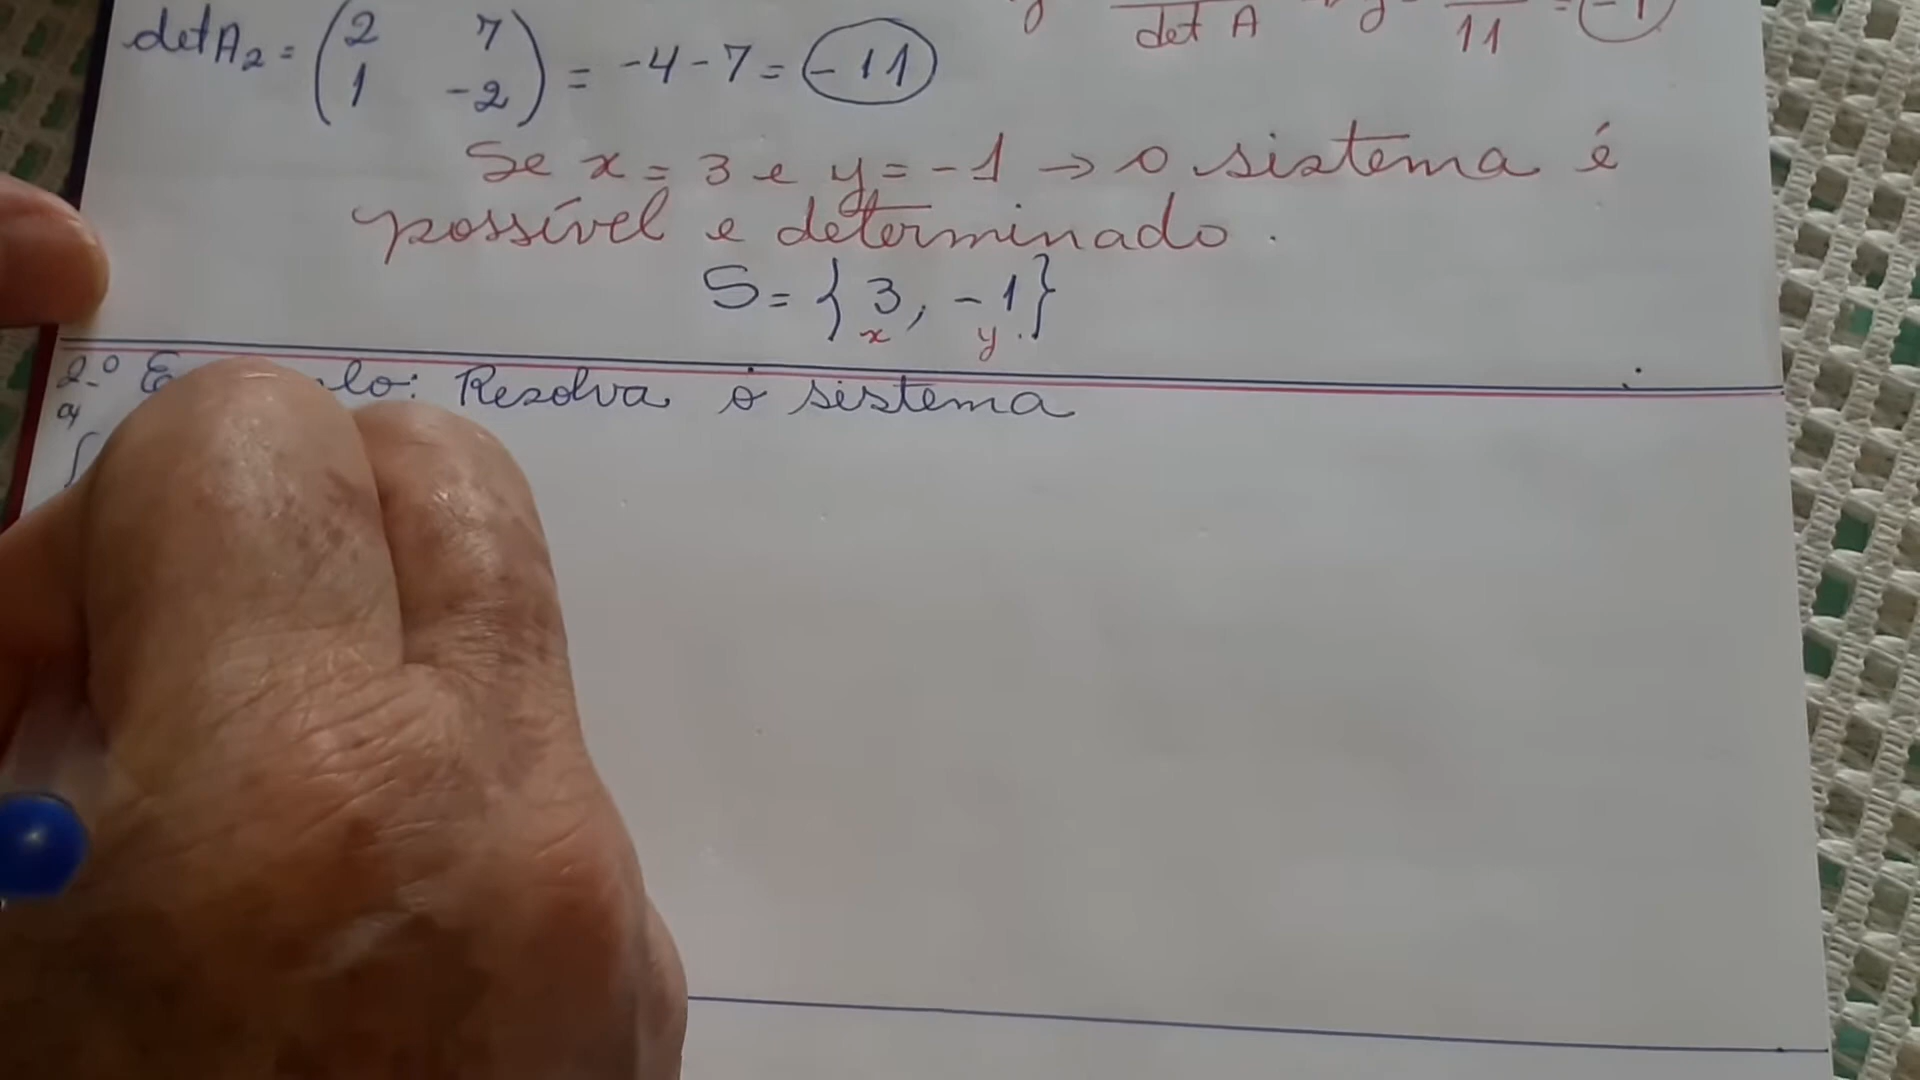 det A₂ = (2 7
1 -2) = -4 - 7 = -11
det A
11 = -1
Se x = 3 e y = -1 → o sistema é
possível e determinado.
S = {3, -1}
x y
2.º lo: Resolva o sistema
a)